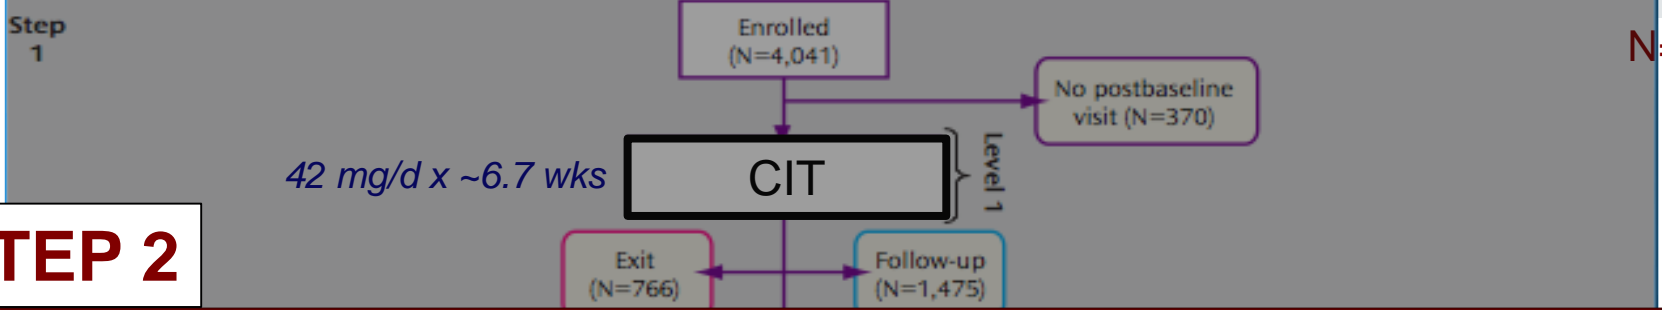 Step
1
Enrolled
(N=4,041)
N=
No postbaseline
visit (N=370)
42 mg/d x ~6.7 wks
CIT
Level 1
TEP 2
Exit
(N=766)
Follow-up
(N=1,475)